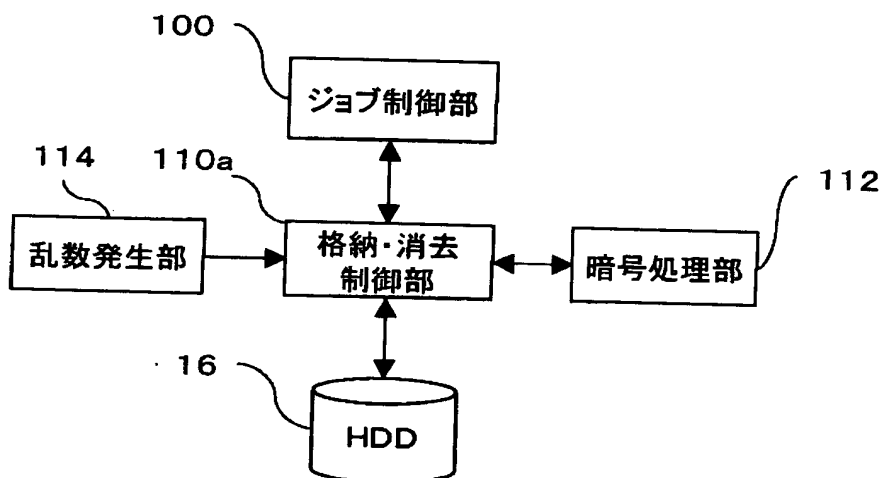 100
ジョブ制御部
114
110a
112
乱数発生部
格納・消去
制御部
暗号処理部
16
HDD